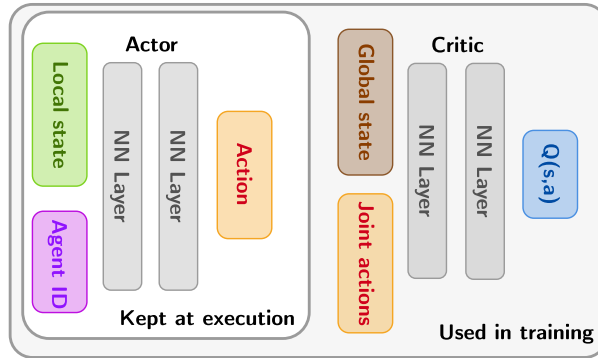 Actor
Local state
Agent ID
NN Layer
NN Layer
Action
Kept at execution
Critic
Global state
Joint actions
NN Layer
NN Layer
Q(s,a)
Used in training